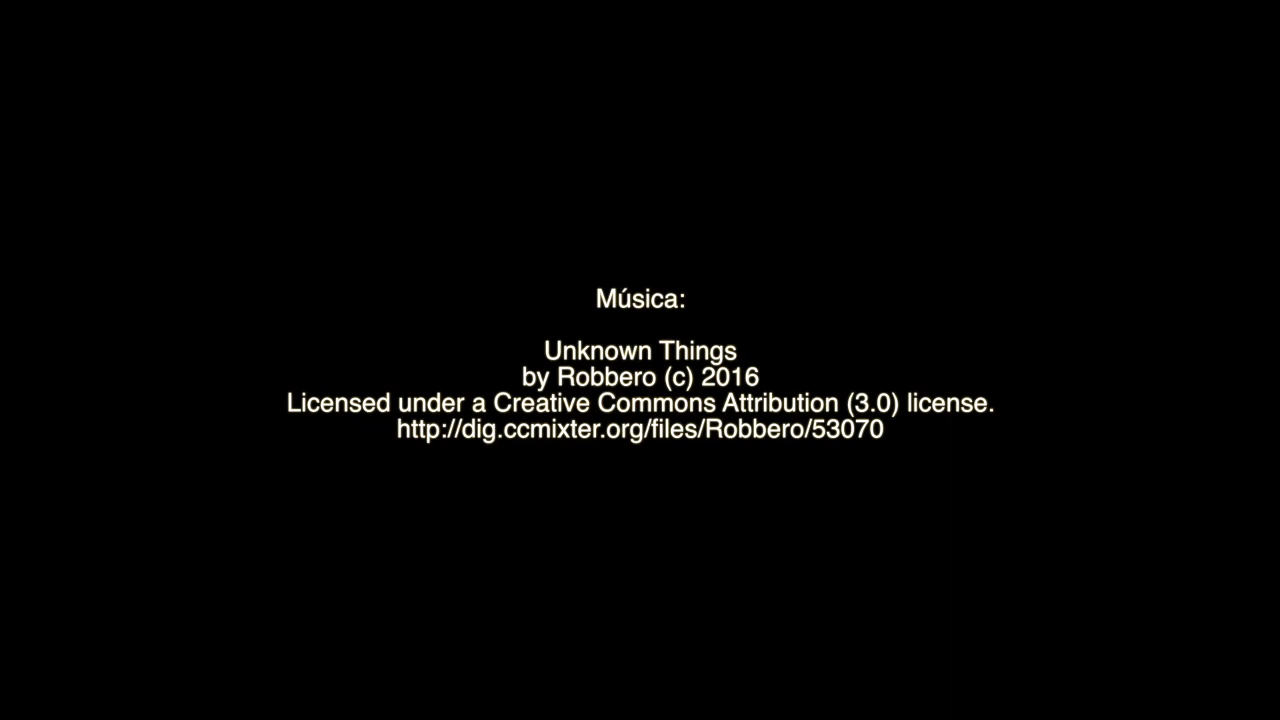 Música:
Unknown Things
by Robbero (c) 2016
Licensed under a Creative Commons Attribution (3.0) license.
http://dig.ccmixter.org/files/Robbero/53070